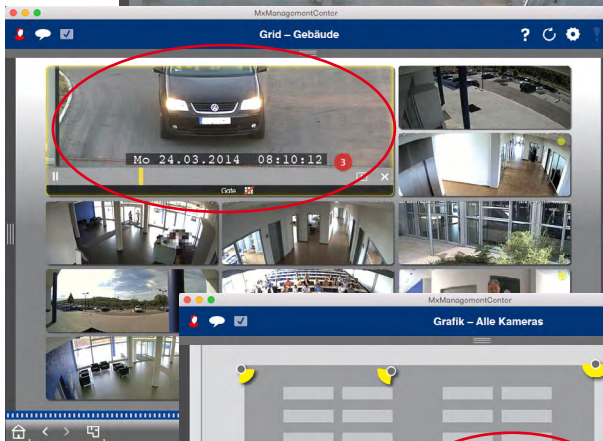 MxManagementCenter
Grid – Gebäude
?
Mo 24.03.2014 08:10:12
3
Gate
MxManagementCenter
Grafik – Alle Kameras